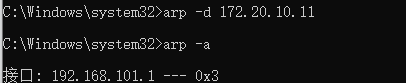 C:\Windows\system32>arp -d 172.20.10.11
C:\Windows\system32>arp -a
接口: 192.168.101.1 --- 0x3